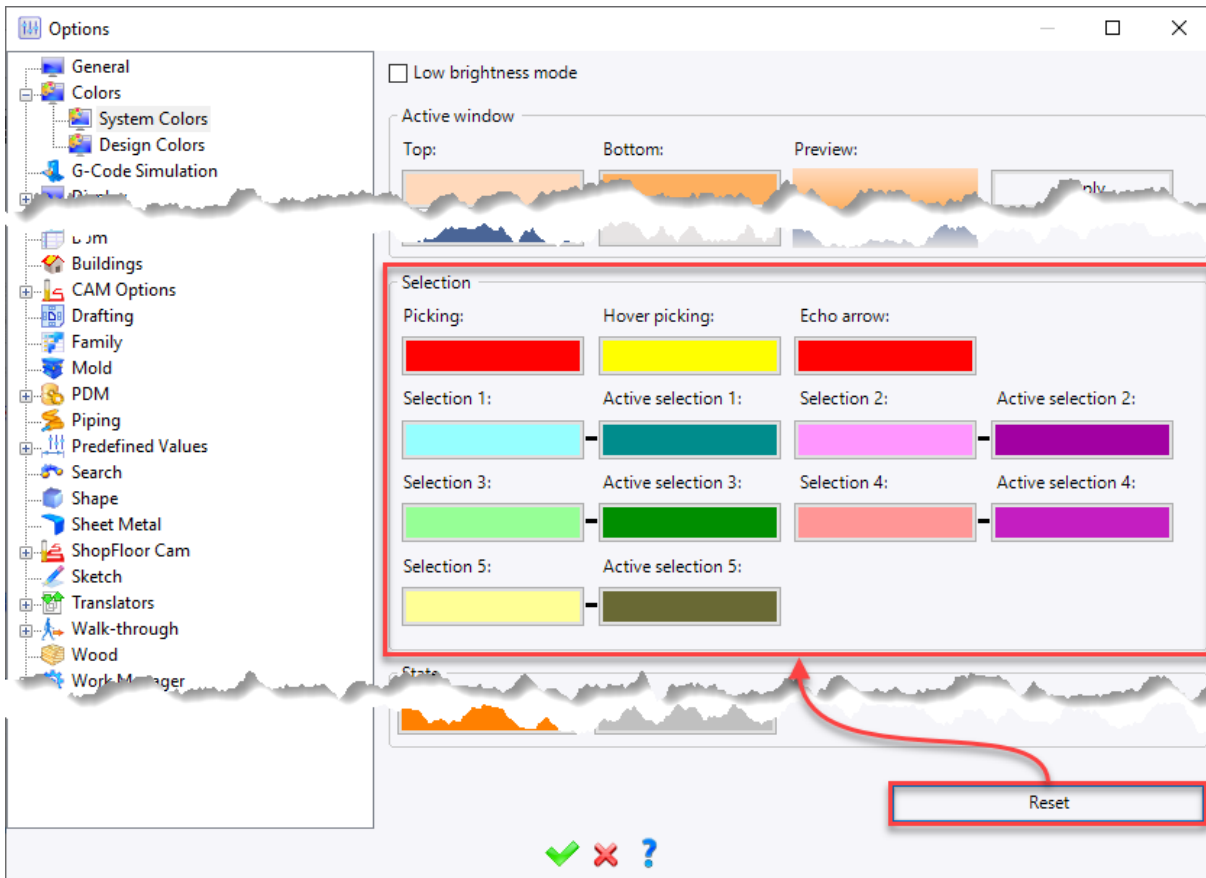 Options
General
Colors
System Colors
Design Colors
G-Code Simulation
Buildings
CAM Options
Drafting
Family
Mold
PDM
Piping
Predefined Values
Search
Shape
Sheet Metal
ShopFloor Cam
Sketch
Translators
Walk-through
Wood
Work Manager
Low brightness mode
Active window
Top: Bottom: Preview:
Selection
Picking: Hover picking: Echo arrow:
Selection 1: Active selection 1: Selection 2: Active selection 2:
Selection 3: Active selection 3: Selection 4: Active selection 4:
Selection 5: Active selection 5:
State
Reset